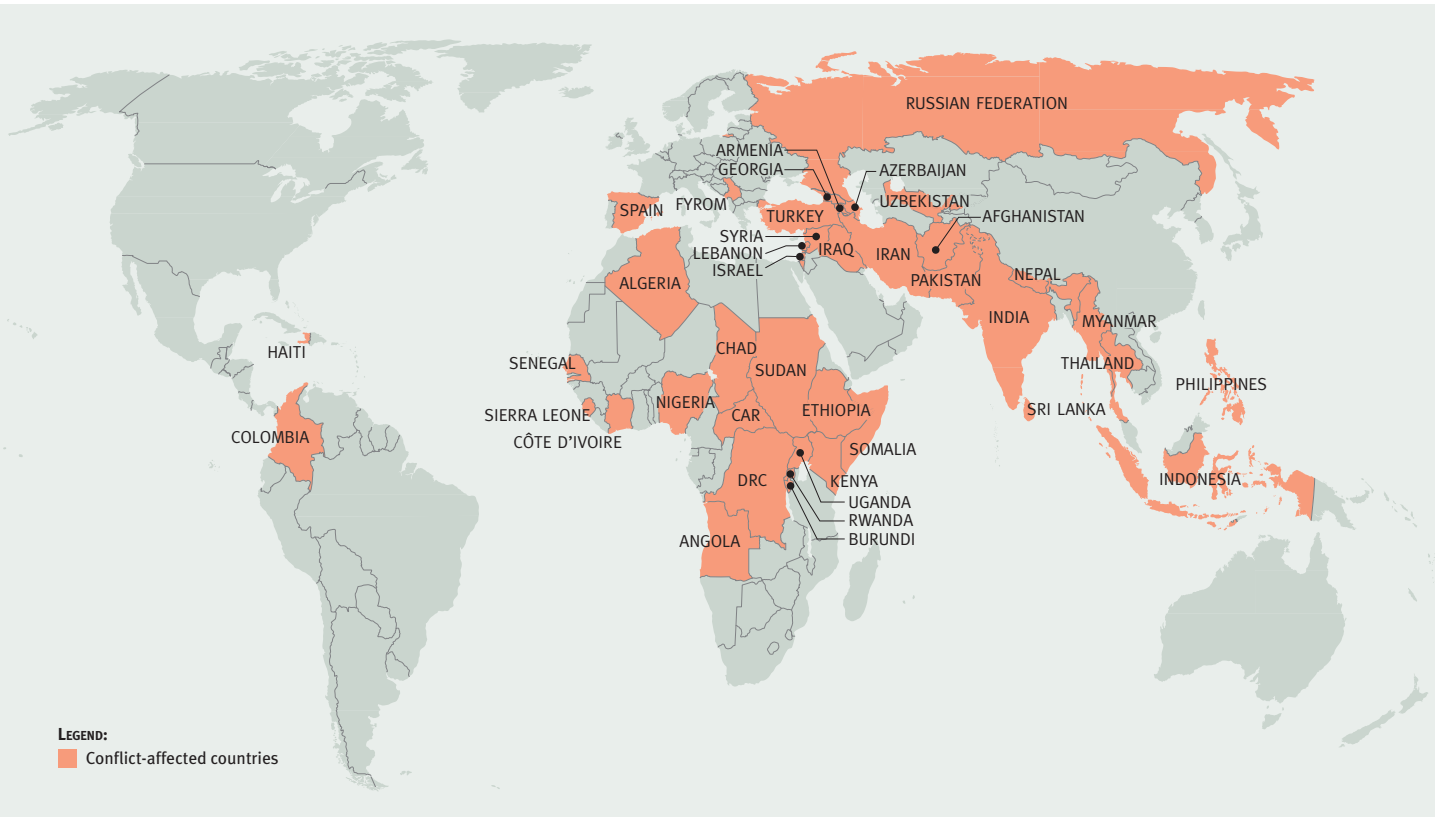 RUSSIAN FEDERATION
ARMENIA
GEORGIA
AZERBAIJAN
UZBEKISTAN
SPAIN
FYROM
TURKEY
AFGHANISTAN
SYRIA
LEBANON
ISRAEL
IRAQ
IRAN
PAKISTAN
NEPAL
ALGERIA
INDIA
MYANMAR
HAITI
CHAD
SENEGAL
SUDAN
THAILAND
PHILIPPINES
SIERRA LEONE
NIGERIA
CAR
ETHIOPIA
SRI LANKA
COLOMBIA
CÔTE D'IVOIRE
SOMALIA
DRC
KENYA
INDONESIA
UGANDA
RWANDA
ANGOLA
BURUNDI
LEGEND:
Conflict-affected countries